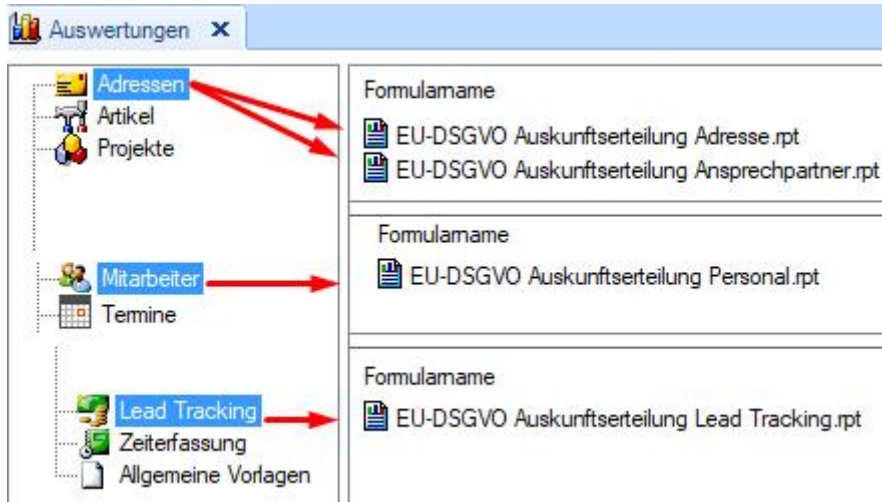 Auswertungen
Adressen
Artikel
Projekte
Formularname
EU-DSGVO Auskunftserteilung Adresse.rpt
EU-DSGVO Auskunftserteilung Ansprechpartner.rpt
Mitarbeiter
Termine
Formularname
EU-DSGVO Auskunftserteilung Personal.rpt
Lead Tracking
Zeiterfassung
Allgemeine Vorlagen
Formularname
EU-DSGVO Auskunftserteilung Lead Tracking.rpt